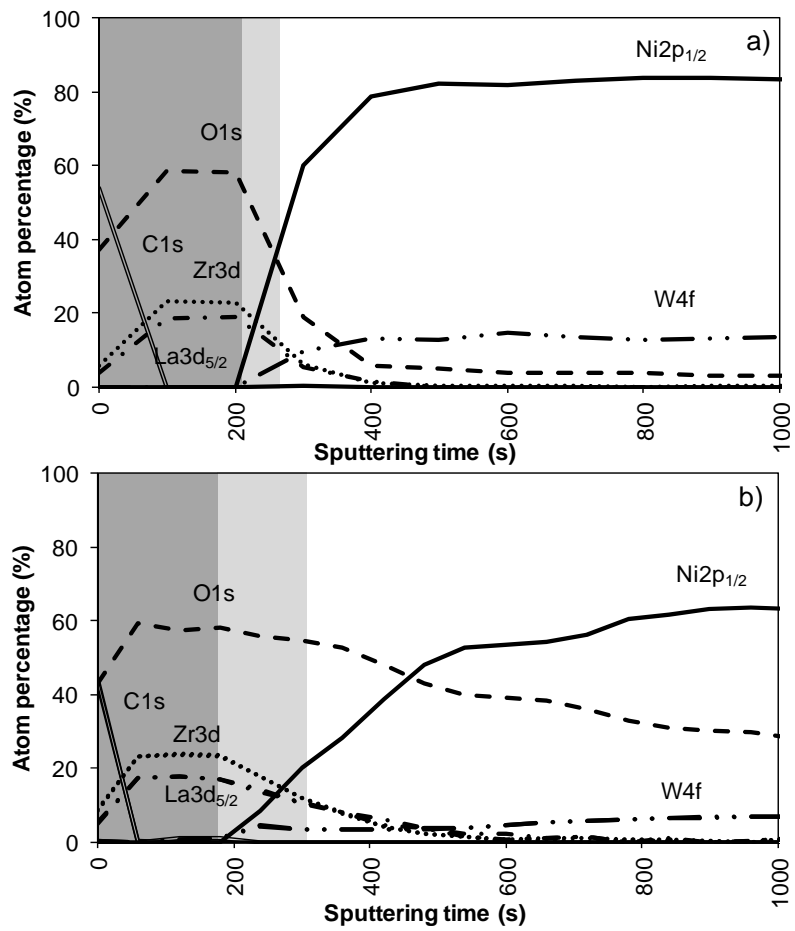 100
a)
Ni2p1/2
80
O1s
60
Atom percentage (%)
40
C1s
Zr3d
W4f
20
La3d5/2
0
0 200 400 600 800 1000
Sputtering time (s)
100
b)
80
Ni2p1/2
O1s
60
Atom percentage (%)
40
C1s
Zr3d
20
La3d5/2
W4f
0
0 200 400 600 800 1000
Sputtering time (s)